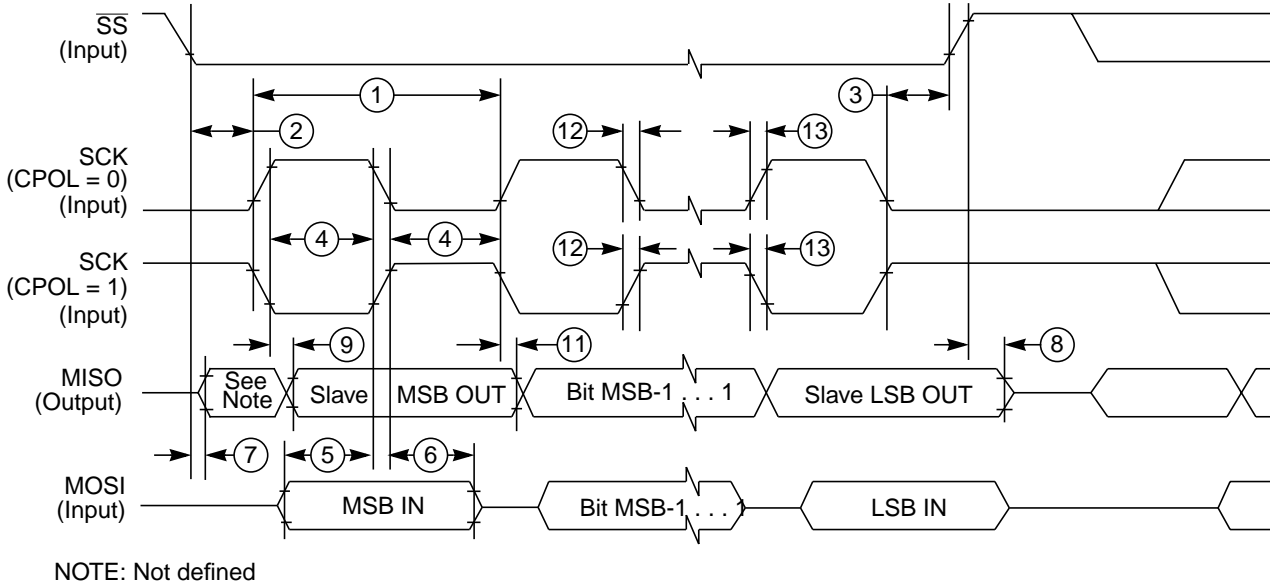 SS
(Input)
1
3
2
12
13
SCK
(CPOL = 0)
(Input)
4
4
12
13
SCK
(CPOL = 1)
(Input)
9
11
8
MISO
(Output)
See
Note
Slave
MSB OUT
Bit MSB-1 . . . 1
Slave LSB OUT
7
5
6
MOSI
(Input)
MSB IN
Bit MSB-1 . . . 1
LSB IN
NOTE: Not defined